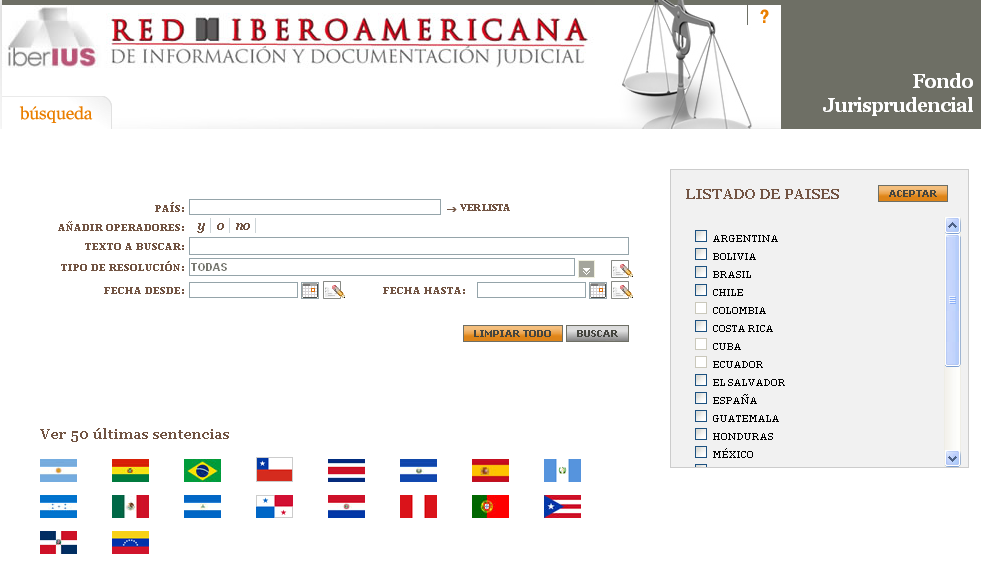 iberIUS
RED IBEROAMERICANA
DE INFORMACIÓN Y DOCUMENTACIÓN JUDICIAL
?
Fondo
Jurisprudencial
búsqueda
PAÍS:
→ VER LISTA
AÑADIR OPERADORES: y o no
TEXTO A BUSCAR:
TIPO DE RESOLUCIÓN: TODAS
FECHA DESDE:
FECHA HASTA:
LIMPIAR TODO
BUSCAR
LISTADO DE PAISES
ACEPTAR
ARGENTINA
BOLIVIA
BRASIL
CHILE
COLOMBIA
COSTA RICA
CUBA
ECUADOR
EL SALVADOR
ESPAÑA
GUATEMALA
HONDURAS
MÉXICO
Ver 50 últimas sentencias